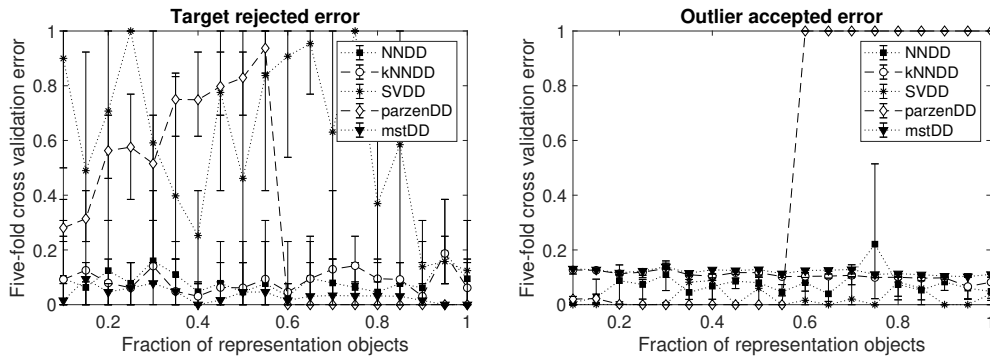 Target rejected error
Five-fold cross validation error
1
0.8
0.6
0.4
0.2
0
NNDD
kNNDD
SVDD
parzenDD
mstDD
0.2
0.4
0.6
0.8
1
Fraction of representation objects
Outlier accepted error
Five-fold cross validation error
1
0.8
0.6
0.4
0.2
0
NNDD
kNNDD
SVDD
parzenDD
mstDD
0.2
0.4
0.6
0.8
1
Fraction of representation objects